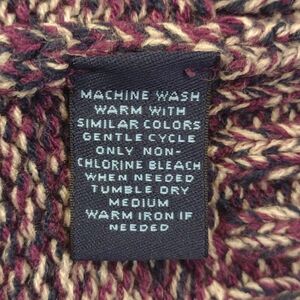 MACHINE WASH
WARM WITH
SIMILAR COLORS
GENTLE CYCLE
ONLY NON-
CHLORINE BLEACH
WHEN NEEDED
TUMBLE DRY
MEDIUM
WARM IRON IF
NEEDED